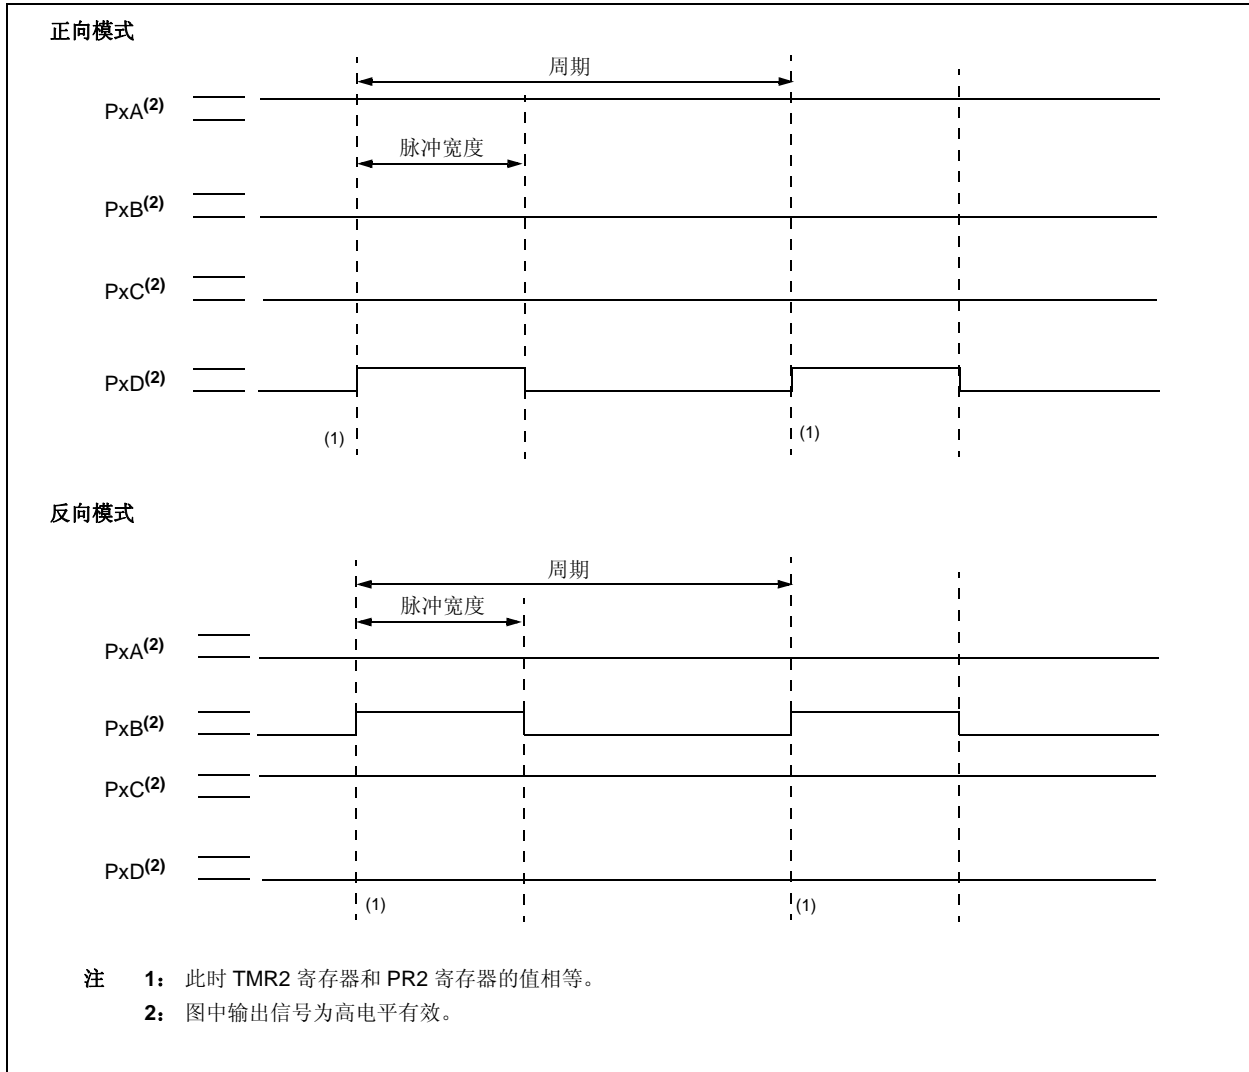 正向模式
周期
PxA(2)
脉冲宽度
PxB(2)
PxC(2)
PxD(2)
(1) (1)
反向模式
周期
脉冲宽度
PxA(2)
PxB(2)
PxC(2)
PxD(2)
(1) (1)
注 1： 此时 TMR2 寄存器和 PR2 寄存器的值相等。
2： 图中输出信号为高电平有效。